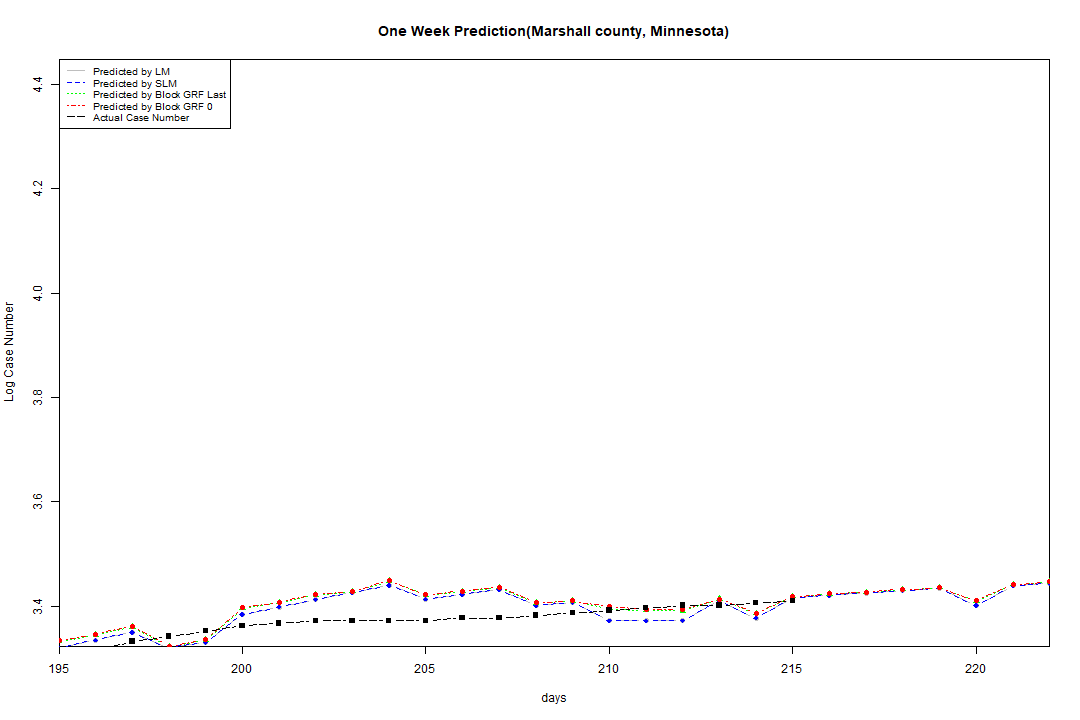 One Week Prediction(Marshall county, Minnesota)
Predicted by LM
Predicted by SLM
Predicted by Block GRF Last
Predicted by Block GRF 0
Actual Case Number
Log Case Number
4.4
4.2
4.0
3.8
3.6
3.4
195 200 205 210 215 220
days